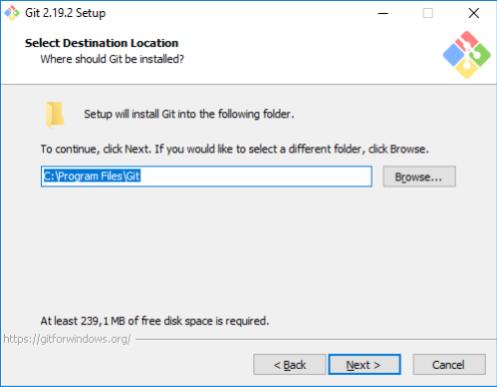 Git 2.19.2 Setup
Select Destination Location
Where should Git be installed?
Setup will install Git into the following folder.
To continue, click Next. If you would like to select a different folder, click Browse.
C:\Program Files\Git
Browse...
At least 239,1 MB of free disk space is required.
https://gitforwindows.org/
< Back
Next >
Cancel